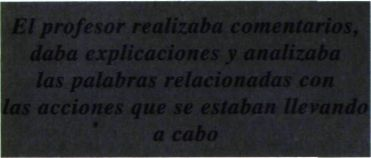 El profesor realizaba comentarios,
daba explicaciones y analizaba
las palabras relacionadas con
las acciones que se estaban llevando
a cabo